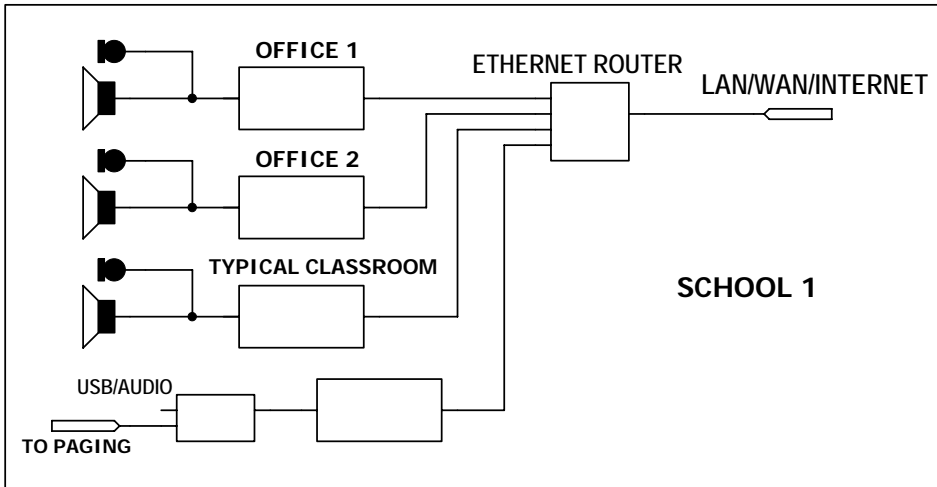 OFFICE 1
ETHERNET ROUTER
LAN/WAN/INTERNET
OFFICE 2
TYPICAL CLASSROOM
SCHOOL 1
USB/AUDIO
TO PAGING